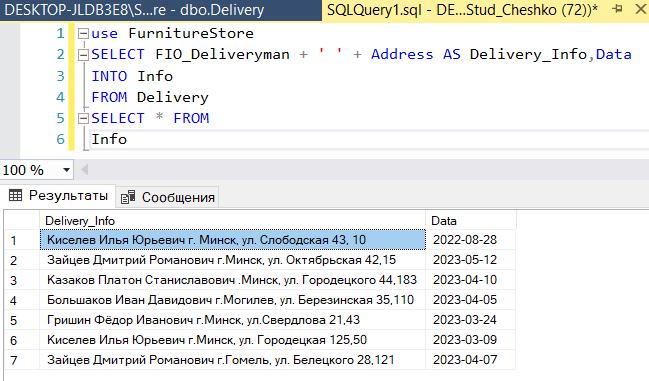 DESKTOP-JLDB3E8\S...re - dbo.Delivery
SQLQuery1.sql - DE...Stud_Cheshko (72))*
1 use FurnitureStore
2 SELECT FIO_Deliveryman + ' ' + Address AS Delivery_Info,Data
3 INTO Info
4 FROM Delivery
5 SELECT * FROM
6 Info
100 %
Результаты Сообщения
Delivery_Info Data
1 Киселев Илья Юрьевич г. Минск, ул. Слободская 43, 10 2022-08-28
2 Зайцев Дмитрий Романович г.Минск, ул. Октябрьская 42,15 2023-05-12
3 Казаков Платон Станиславович .Минск, ул. Городецкого 44,183 2023-04-10
4 Большаков Иван Давидович г.Могилев, ул. Березинская 35,110 2023-04-05
5 Гришин Фёдор Иванович г.Минск, ул.Свердлова 21,43 2023-03-24
6 Киселев Илья Юрьевич г.Минск, ул. Городецкая 125,50 2023-03-09
7 Зайцев Дмитрий Романович г.Гомель, ул. Белецкого 28,121 2023-04-07